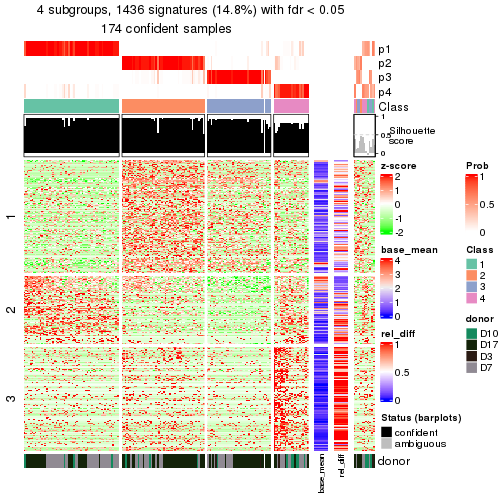 4 subgroups, 1436 signatures (14.8%) with fdr < 0.05
174 confident samples
p1
p2
p3
p4
Class
1
0.5
0
Silhouette
score
1
2
3
z-score
2
1
0
-1
-2
base_mean
4
3
2
1
0
rel_diff
1
0.5
0
Prob
1
0.5
0
Class
1
2
3
4
donor
D10
D17
D3
D7
Status (barplots)
confident
ambiguous
donor
base_mean
rel_diff